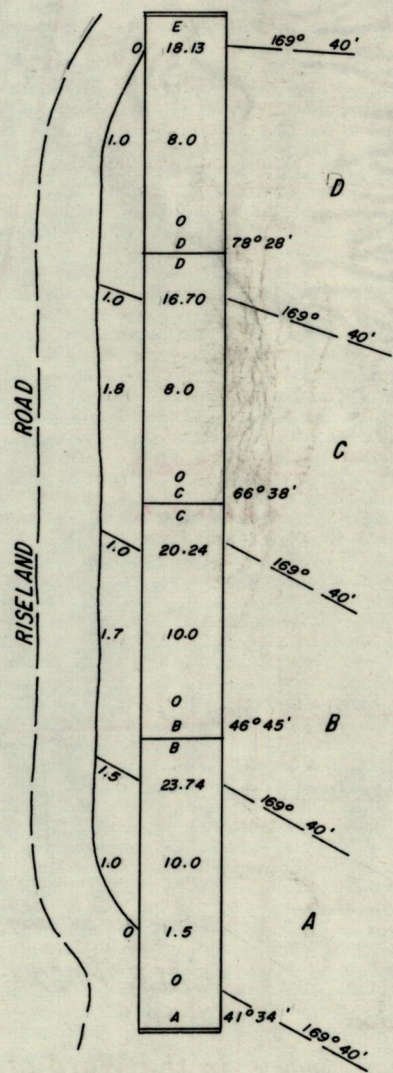 E
0 18.13 169° 40'
1.0 8.0
D
0
D 78° 28'
D
1.0 16.70 169° 40'
1.8 8.0
C
0
C 66° 38'
C
1.0 20.24 169° 40'
1.7 10.0
0
B 46° 45' B
B
1.5 23.74 169° 40'
1.0 10.0
0 1.5 A
0
A 41° 34' 169° 40'
RISELAND ROAD